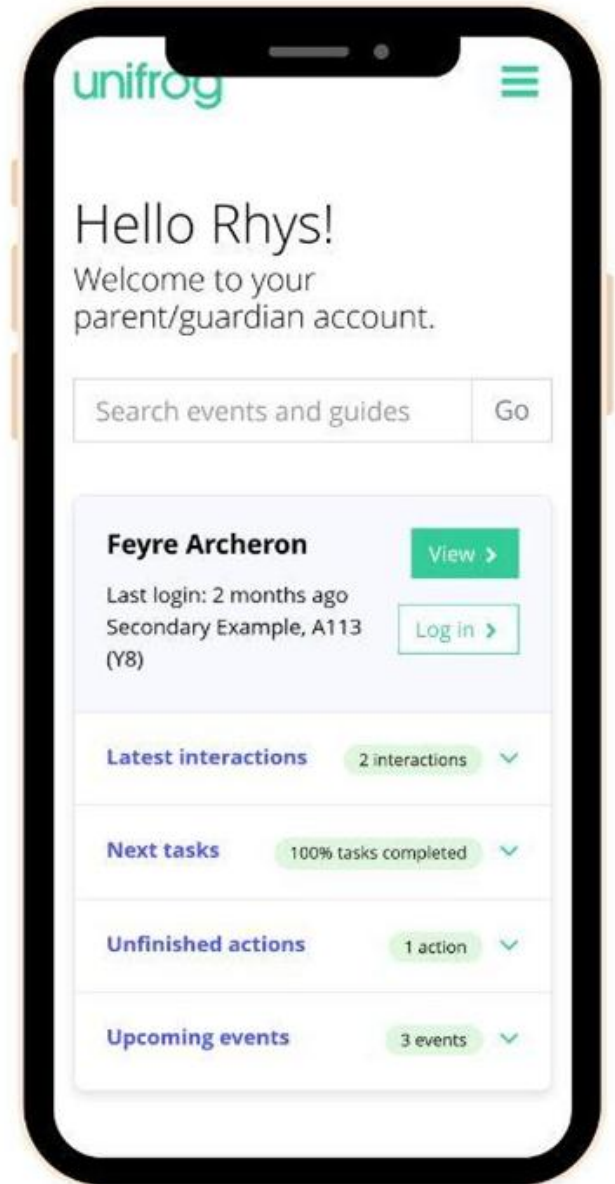 unifrog
Hello Rhys!
Welcome to your
parent/guardian account.
Search events and guides Go
Feyre Archeron
View
Last login: 2 months ago
Secondary Example, A113
(Y8)
Log in
Latest interactions 2 interactions
Next tasks 100% tasks completed
Unfinished actions 1 action
Upcoming events 3 events